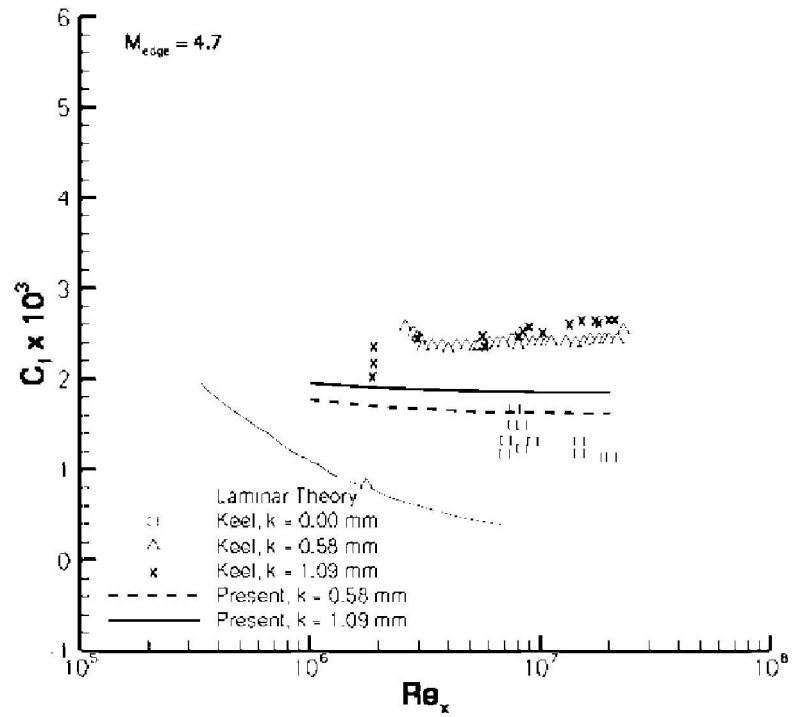 M_edge = 4.7
6
5
4
3
2
1
0
1
C_f x 10^3
Laminar Theory
Keel, k = 0.00 mm
Keel, k = 0.58 mm
Keel, k = 1.09 mm
Present, k = 0.58 mm
Present, k = 1.09 mm
10^5
10^6
10^7
10^8
Re_x